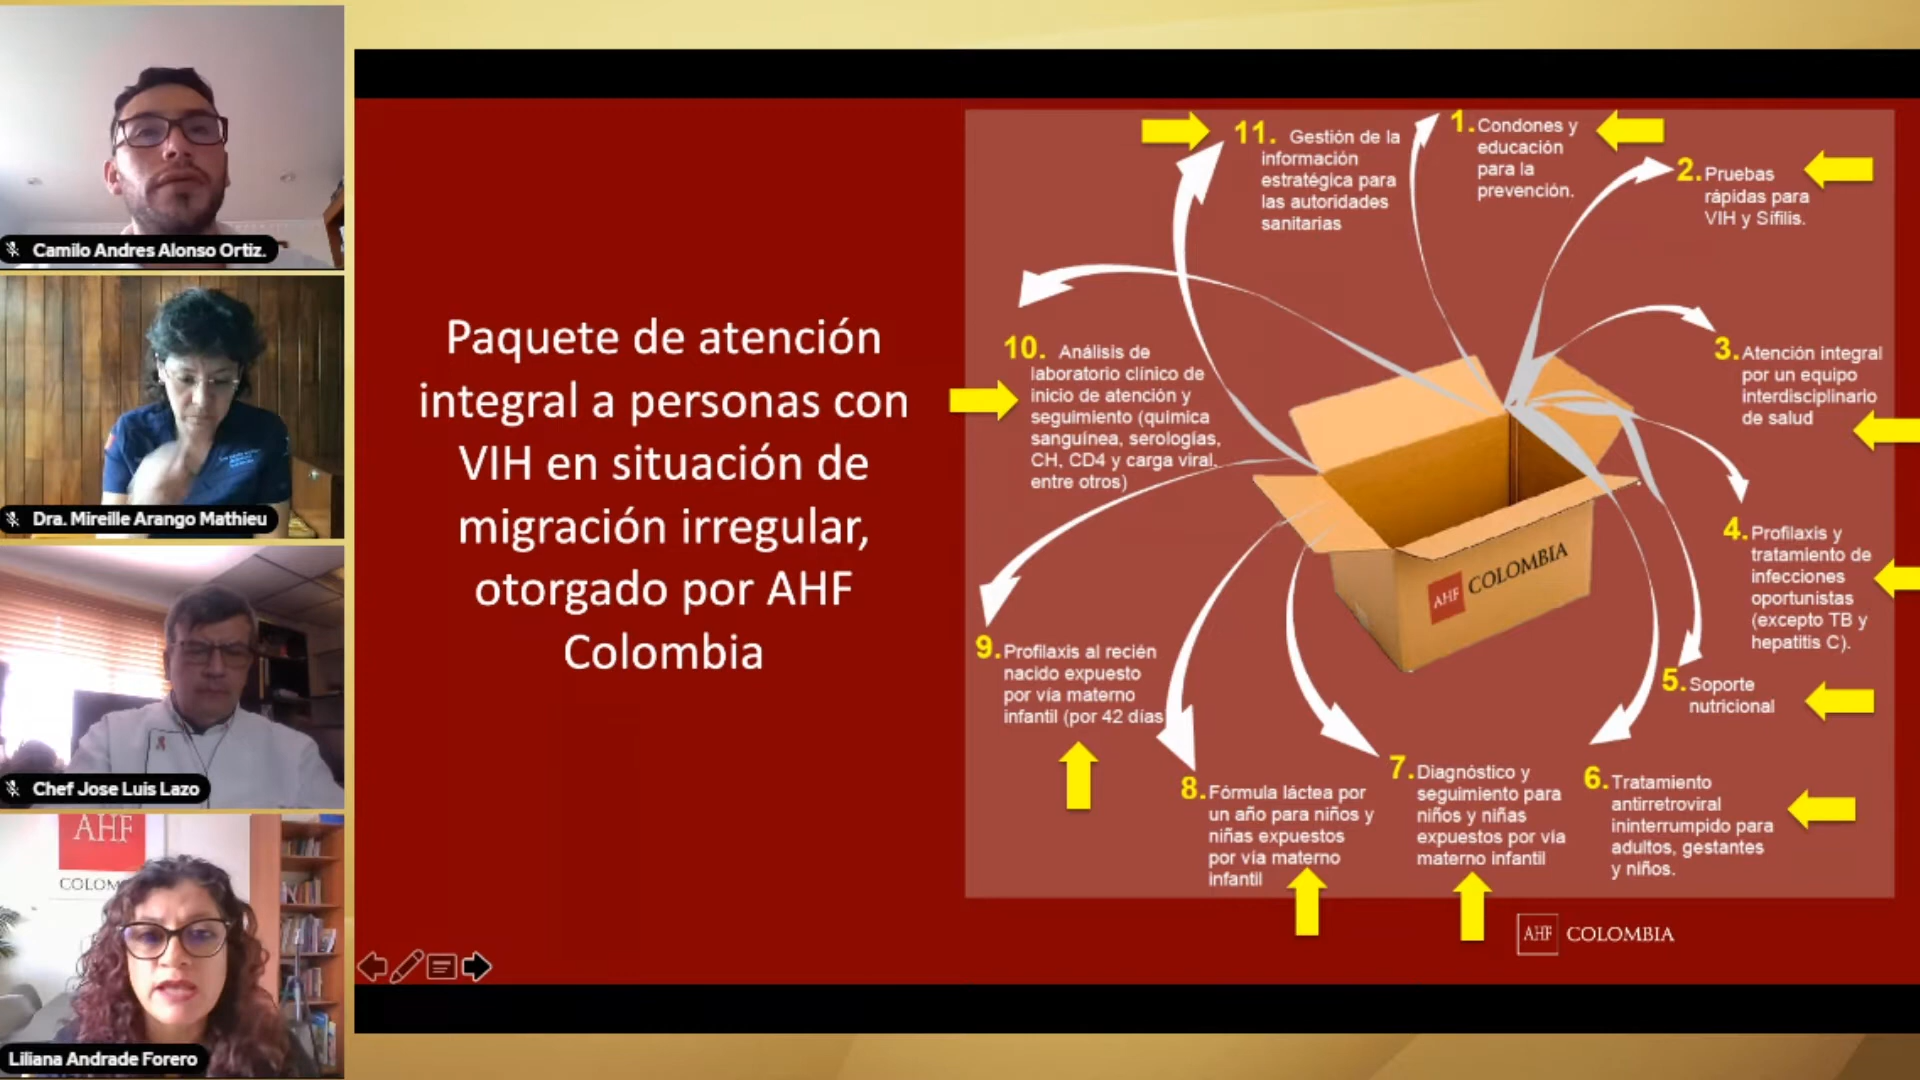 Camilo Andres Alonso Ortiz.
Dra. Mireille Arango Mathieu
Chef Jose Luis Lazo
AHF
Liliana Andrade Forero
Paquete de atención
integral a personas con
VIH en situación de
migración irregular,
otorgado por AHF
Colombia
1. Condones y
educación
para la
prevención.
2. Pruebas
rápidas para
VIH y Sífilis.
3. Atención integral
por un equipo
interdisciplinario
de salud
4. Profilaxis y
tratamiento de
infecciones
oportunistas
(excepto TB y
hepatitis C).
5. Soporte
nutricional
6. Tratamiento
antirretroviral
ininterrumpido para
adultos, gestantes
y niños.
7. Diagnóstico y
seguimiento para
niños y niñas
expuestos por vía
materno infantil
8. Fórmula láctea por
un año para niños y
niñas expuestos
por vía materno
infantil
9. Profilaxis al recién
nacido expuesto
por vía materno
infantil (por 42 días
10. Análisis de
laboratorio clínico de
inicio de atención y
seguimiento (química
sanguínea, serologías,
CH, CD4 y carga viral,
entre otros)
11. Gestión de la
información
estratégica para
las autoridades
sanitarias
AHF COLOMBIA
AHF COLOMBIA